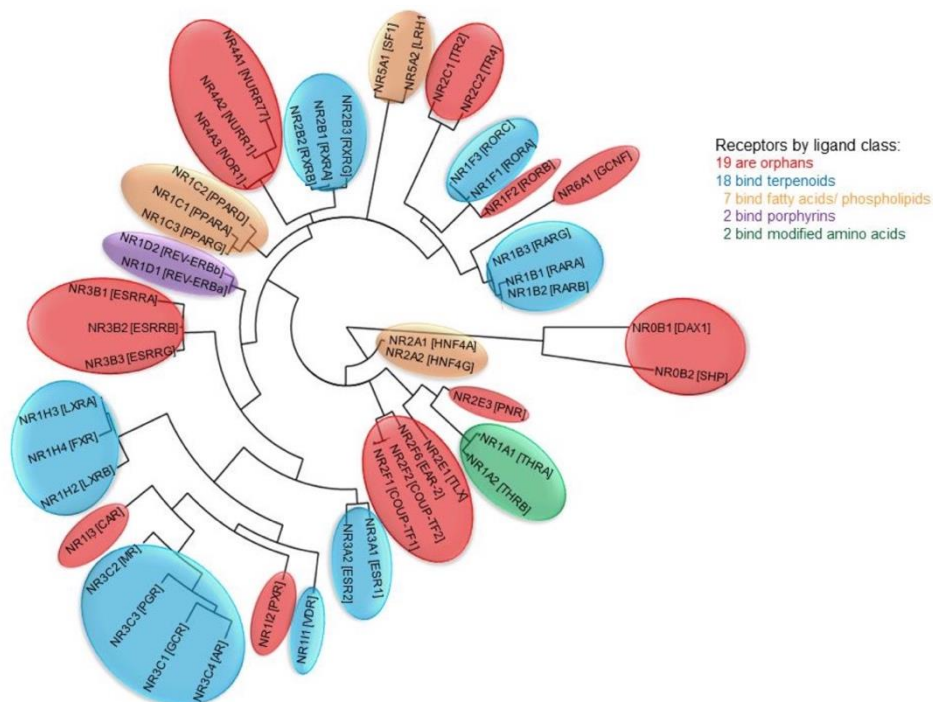 NR4A1 [NURR77]
NR4A2 [NURR1]
NR4A3 [NOR1]
NR2B3 [RXRG]
NR2B1 [RXRA]
NR2B2 [RXRB]
NR5A1 [SF1]
NR5A2 [LRH1]
NR2C1 [TR2]
NR2C2 [TR4]
NR1F3 [RORC]
NR1F1 [RORA]
NR1F2 [RORB]
NR6A1 [GCNF]
Receptors by ligand class:
19 are orphans
18 bind terpenoids
7 bind fatty acids/ phospholipids
2 bind porphyrins
2 bind modified amino acids
NR1C2 [PPARD]
NR1C1 [PPARA]
NR1C3 [PPARG]
NR1D2 [REV-ERBb]
NR1D1 [REV-ERBa]
NR1B3 [RARG]
NR1B1 [RARA]
NR1B2 [RARB]
NR3B1 [ESRRA]
NR3B2 [ESRRB]
NR3B3 [ESRRG]
NR0B1 [DAX1]
NR0B2 [SHP]
NR2A1 [HNF4A]
NR2A2 [HNF4G]
NR1H3 [LXRA]
NR1H4 [FXR]
NR1H2 [LXRB]
NR2E3 [PNR]
NR1A1 [THRA]
NR1A2 [THRB]
NR2E1 [TLX]
NR2F6 [EAR-2]
NR2F2 [COUP-TF2]
NR2F1 [COUP-TF1]
NR1I3 [CAR]
NR3C2 [MR]
NR3C3 [PGR]
NR3C1 [GCR]
NR3C4 [AR]
NR1I2 [PXR]
NR1I1 [VDR]
NR3A2 [ESR2]
NR3A1 [ESR1]